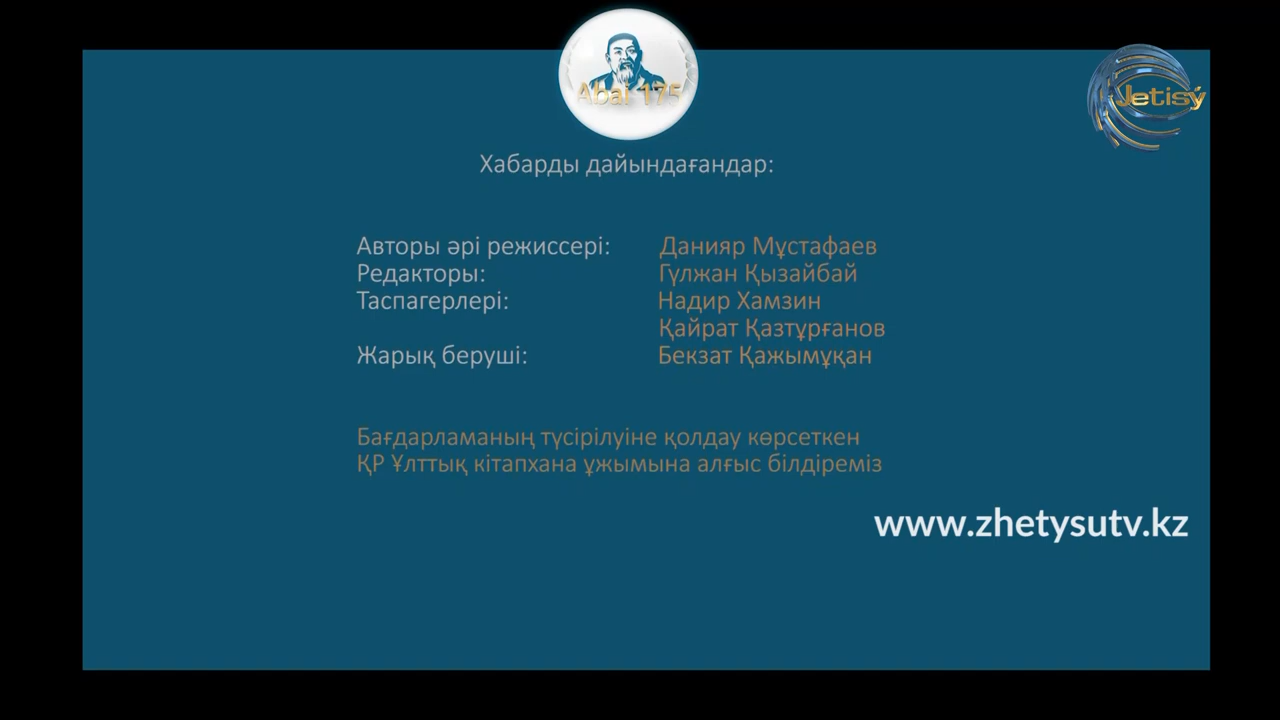 Abai 175
Jetisý
Хабарды дайындағандар:
Авторы әрі режиссері: Данияр Мұстафаев
Редакторы: Гүлжан Қызайбай
Таспагерлері: Надир Хамзин
Қайрат Қазтұрғанов
Жарық беруші: Бекзат Қажымұқан
Бағдарламаның түсірілуіне қолдау көрсеткен
ҚР Ұлттық кітапхана ұжымына алғыс білдіреміз
www.zhetysutv.kz